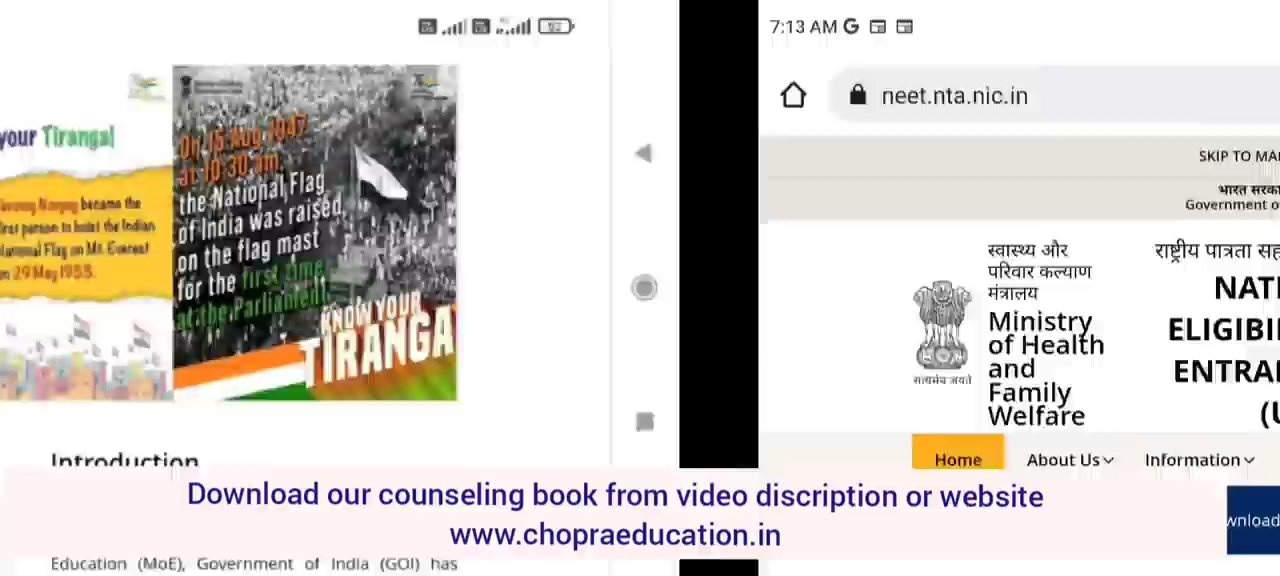 your Tiranga!
became the
first person to hoist the Indian
National Flag on Mt. Everest
on 29 May 1953.
On 15 Aug 1947
at 10:30 am
the National Flag
of India was raised
on the flag mast
for the first time
at the Parliament
KNOW YOUR
TIRANGA
Introduction
Education (MoE), Government of India (GOI) has
7:13 AM G
neet.nta.nic.in
SKIP TO MAI
भारत सरका
Government o
स्वास्थ्य और
परिवार कल्याण
मंत्रालय
Ministry
of Health
and
Family
Welfare
सत्यमेव जयते
राष्ट्रीय पात्रता सह
NATI
ELIGIBI
ENTRA
(U
Home About Us Information
Download our counseling book from video discription or website
www.chopraeducation.in
wnload